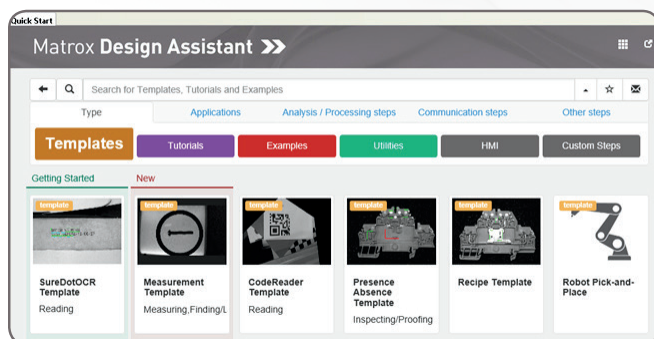 Quick Start
Matrox Design Assistant
Search for Templates, Tutorials and Examples
Type
Applications
Analysis / Processing steps
Communication steps
Other steps
Templates
Tutorials
Examples
Utilities
HMI
Custom Steps
Getting Started
New
template
template
template
template
template
template
SureDotOCR
Template
Reading
Measurement
Template
Measuring,Finding/L
CodeReader
Template
Reading
Presence
Absence
Template
Inspecting/Proofing
Recipe Template
Robot Pick-and-
Place